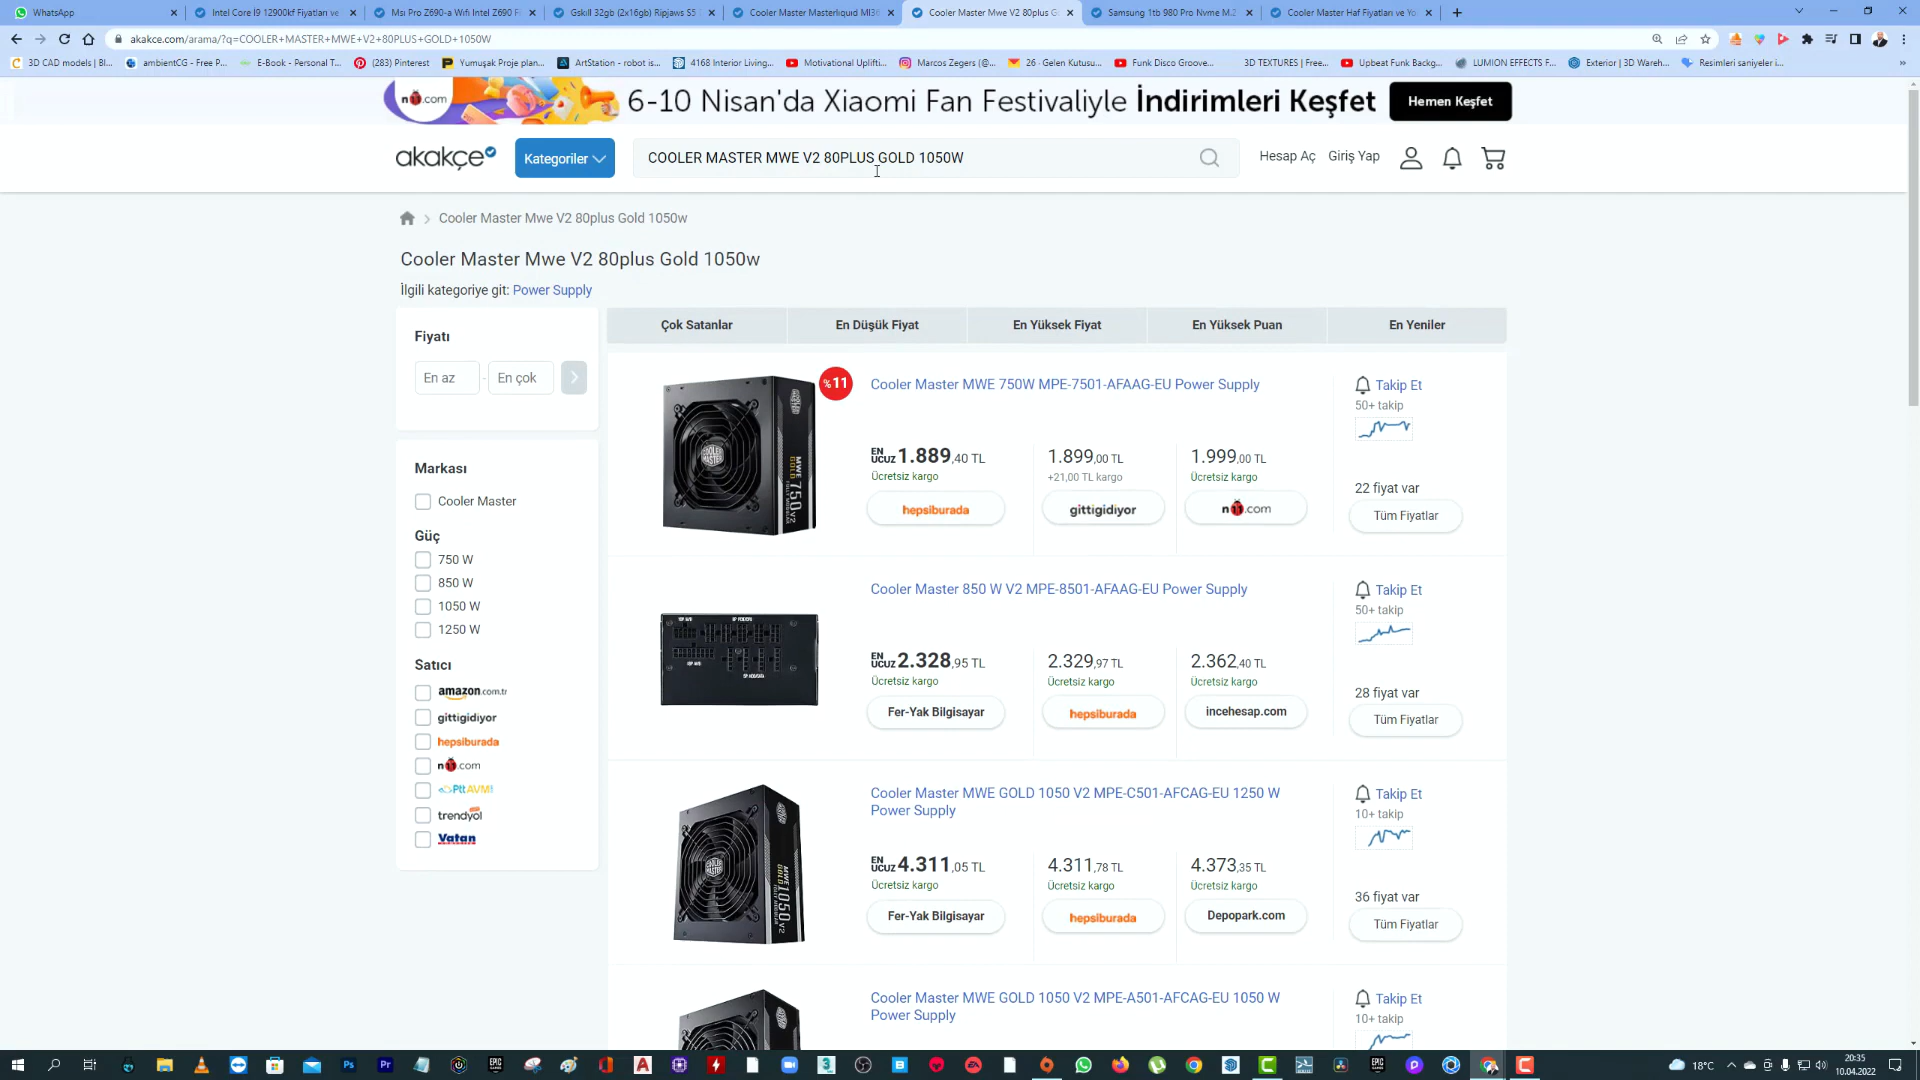 WhatsApp
Intel Core İ9 12900kf Fiyatları ve
Msı Pro Z690-a Wifi Intel Z690 F
Gskill 32gb (2x16gb) Ripjaws S5
Cooler Master Masterliquıd Ml36
Cooler Master Mwe V2 80plus Go
Samsung 1tb 980 Pro Nvme M.2
Cooler Master Haf Fiyatları ve Yo
akakce.com/arama/?q=COOLER+MASTER+MWE+V2+80PLUS+GOLD+1050W
3D CAD models | Bl...
ambientCG - Free P...
E-Book - Personal T...
(283) Pinterest
Yumuşak Proje plan...
ArtStation - robot is...
4168 Interior Living...
Motivational Uplifti...
Marcos Zegers (@...
26 · Gelen Kutusu...
Funk Disco Groove...
3D TEXTURES | Free...
Upbeat Funk Backg...
LUMION EFFECTS F...
Exterior | 3D Wareh...
Resimleri saniyeler i...
n11.com
6-10 Nisan'da Xiaomi Fan Festivaliyle İndirimleri Keşfet
Hemen Keşfet
akakçe
Kategoriler
COOLER MASTER MWE V2 80PLUS GOLD 1050W
Hesap Aç
Giriş Yap
Cooler Master Mwe V2 80plus Gold 1050w
Cooler Master Mwe V2 80plus Gold 1050w
İlgili kategoriye git: Power Supply
Fiyatı
En az - En çok
Markası
Cooler Master
Güç
750 W
850 W
1050 W
1250 W
Satıcı
amazon.com.tr
gittigidiyor
hepsiburada
n11.com
PttAVM
trendyol
Vatan
Çok Satanlar
En Düşük Fiyat
En Yüksek Fiyat
En Yüksek Puan
En Yeniler
%11
Cooler Master MWE 750W MPE-7501-AFAAG-EU Power Supply
EN UCUZ 1.889,40 TL
Ücretsiz kargo
hepsiburada
1.899,00 TL
+21,00 TL kargo
gittigidiyor
1.999,00 TL
Ücretsiz kargo
n11.com
Takip Et
50+ takip
22 fiyat var
Tüm Fiyatlar
Cooler Master 850 W V2 MPE-8501-AFAAG-EU Power Supply
EN UCUZ 2.328,95 TL
Ücretsiz kargo
Fer-Yak Bilgisayar
2.329,97 TL
Ücretsiz kargo
hepsiburada
2.362,40 TL
Ücretsiz kargo
incehesap.com
Takip Et
50+ takip
28 fiyat var
Tüm Fiyatlar
Cooler Master MWE GOLD 1050 V2 MPE-C501-AFCAG-EU 1250 W
Power Supply
EN UCUZ 4.311,05 TL
Ücretsiz kargo
Fer-Yak Bilgisayar
4.311,78 TL
Ücretsiz kargo
hepsiburada
4.373,35 TL
Ücretsiz kargo
Depopark.com
Takip Et
10+ takip
36 fiyat var
Tüm Fiyatlar
Cooler Master MWE GOLD 1050 V2 MPE-A501-AFCAG-EU 1050 W
Power Supply
Takip Et
10+ takip
18°C
20:35
10.04.2022